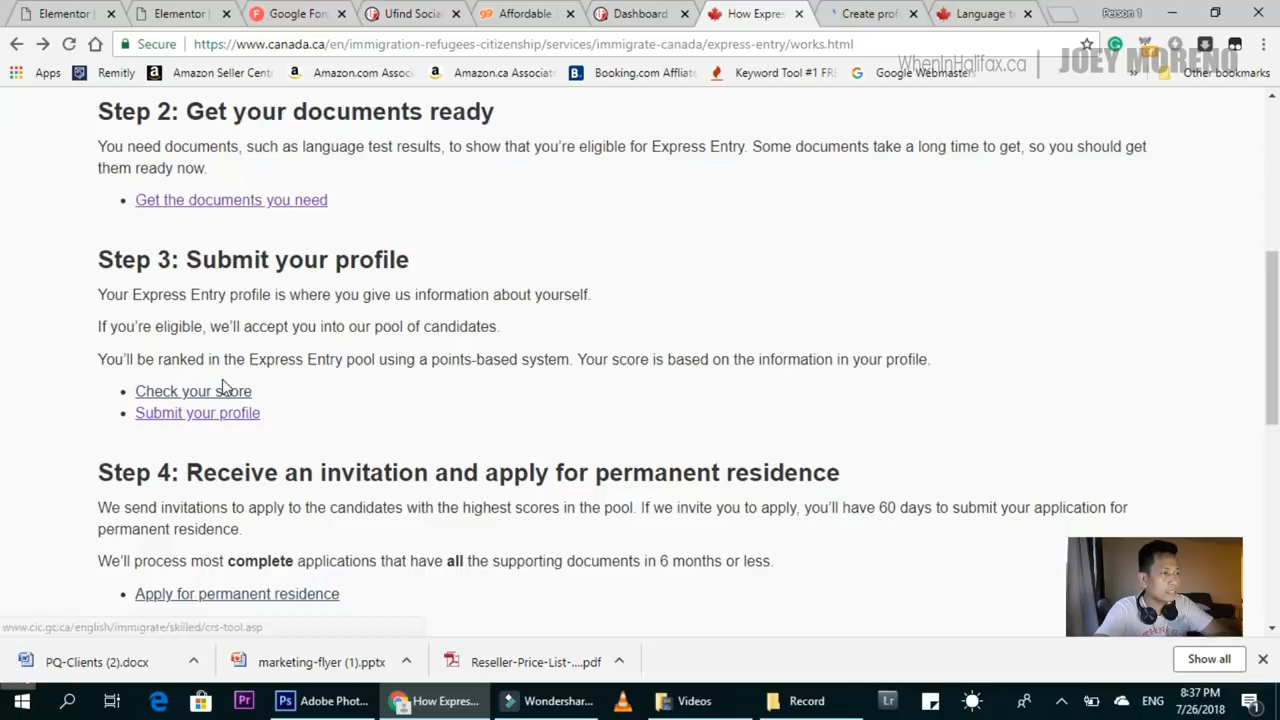 Elementor
Elementor
Google Fon
Ufind Socia
Affordable
Dashboard
How Expres
Create prof
Language te
Person 1
Secure
https://www.canada.ca/en/immigration-refugees-citizenship/services/immigrate-canada/express-entry/works.html
WhenInHalifax.ca | JOEY MORENO
Apps
Remitly
Amazon Seller Cent
Amazon.com Assoc
Amazon.ca Associate
Booking.com Affliate
Keyword Tool #1 FRE
Google Webmasters
Other bookmarks
Step 2: Get your documents ready
You need documents, such as language test results, to show that you're eligible for Express Entry. Some documents take a long time to get, so you should get
them ready now.
• Get the documents you need
Step 3: Submit your profile
Your Express Entry profile is where you give us information about yourself.
If you're eligible, we'll accept you into our pool of candidates.
You'll be ranked in the Express Entry pool using a points-based system. Your score is based on the information in your profile.
• Check your score
• Submit your profile
Step 4: Receive an invitation and apply for permanent residence
We send invitations to apply to the candidates with the highest scores in the pool. If we invite you to apply, you'll have 60 days to submit your application for
permanent residence.
We'll process most complete applications that have all the supporting documents in 6 months or less.
• Apply for permanent residence
www.cic.gc.ca/english/immigrate/skilled/crs-tool.asp
PQ-Clients (2).docx
marketing-flyer (1).pptx
Reseller-Price-List-....pdf
Show all
Adobe Phot...
How Expres...
Wondershar...
Videos
Record
ENG
8:37 PM
7/26/2018